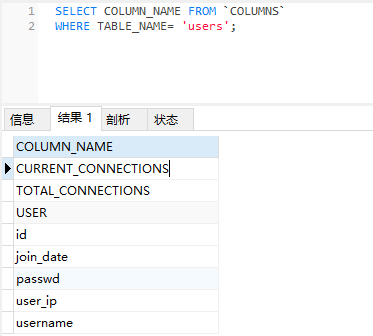 1 SELECT COLUMN_NAME FROM `COLUMNS`
2 WHERE TABLE_NAME= 'users';
信息 结果 1 剖析 状态
COLUMN_NAME
CURRENT_CONNECTIONS
TOTAL_CONNECTIONS
USER
id
join_date
passwd
user_ip
username